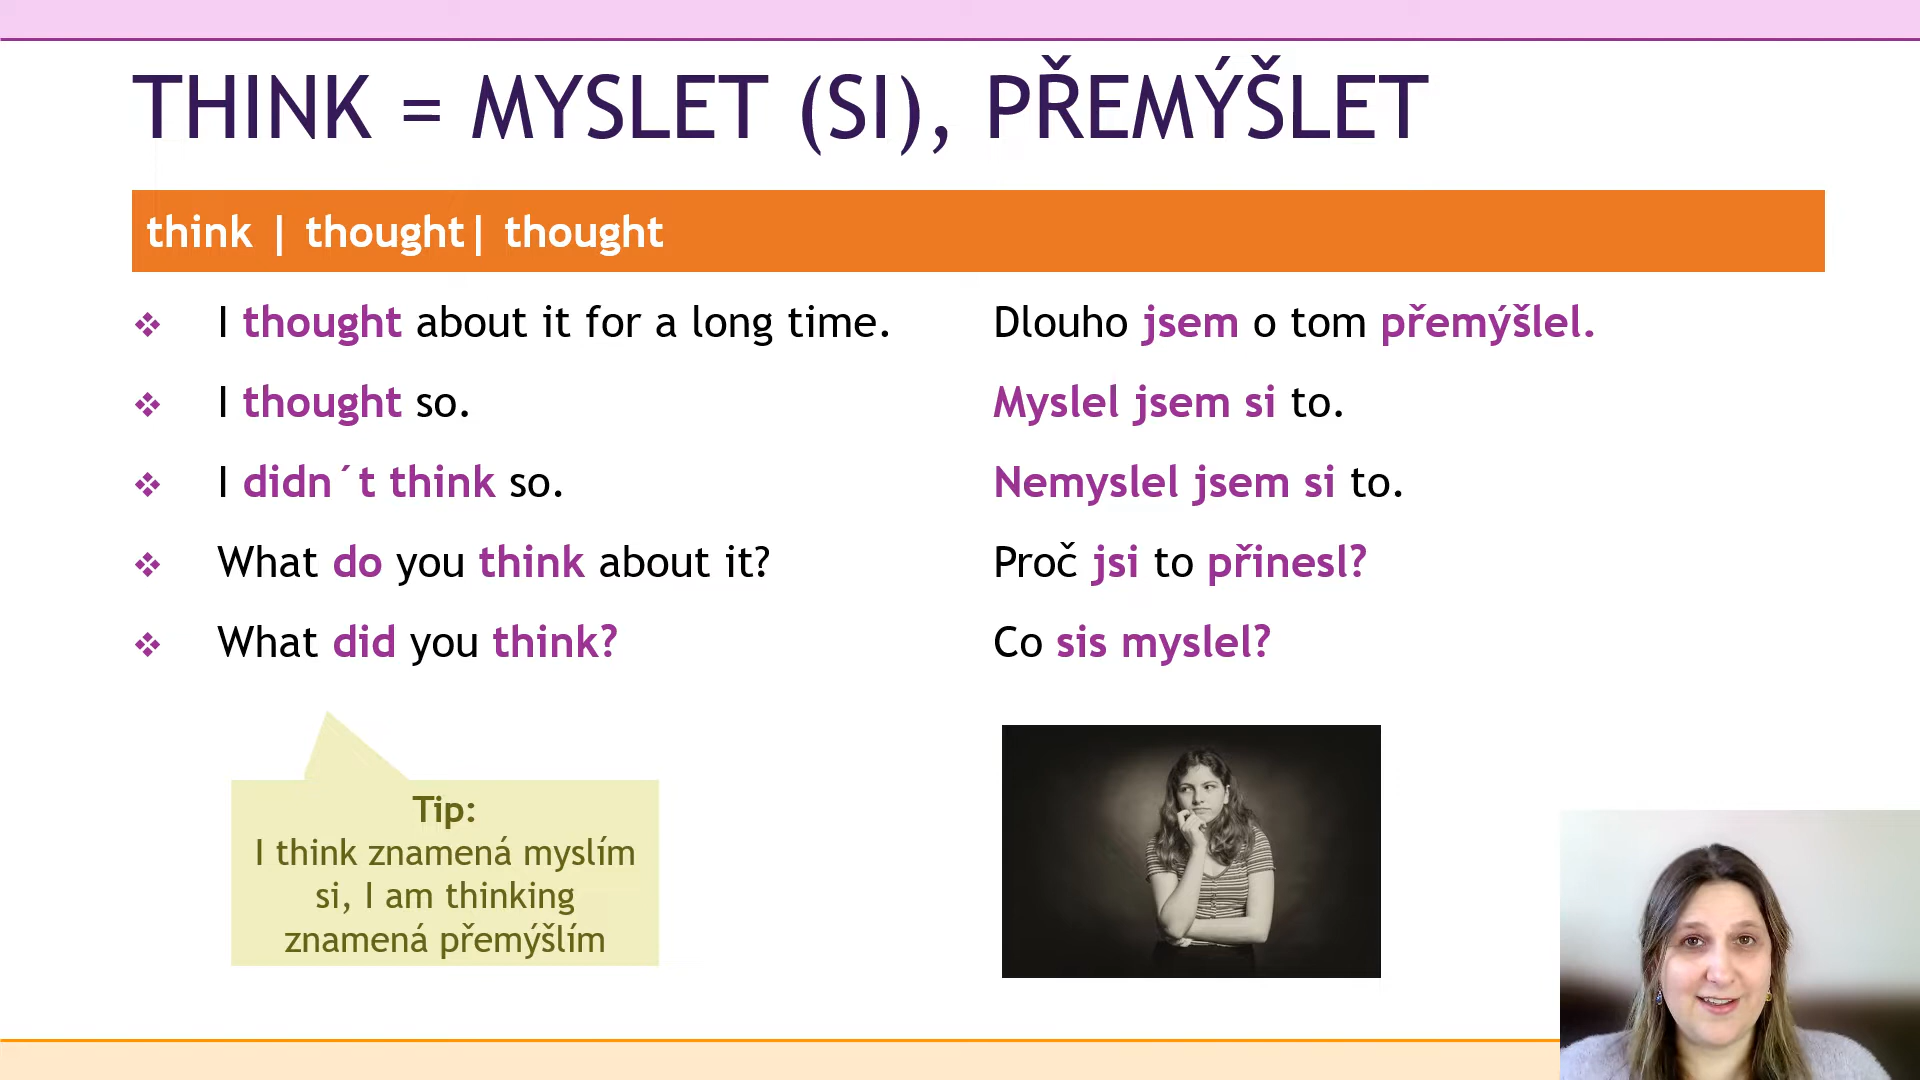 THINK = MYSLET (SI), PŘEMÝŠLET
think | thought| thought
I thought about it for a long time. Dlouho jsem o tom přemýšlel.
I thought so. Myslel jsem si to.
I didn´t think so. Nemyslel jsem si to.
What do you think about it? Proč jsi to přinesl?
What did you think? Co sis myslel?
Tip:
I think znamená myslím
si, I am thinking
znamená přemýšlím